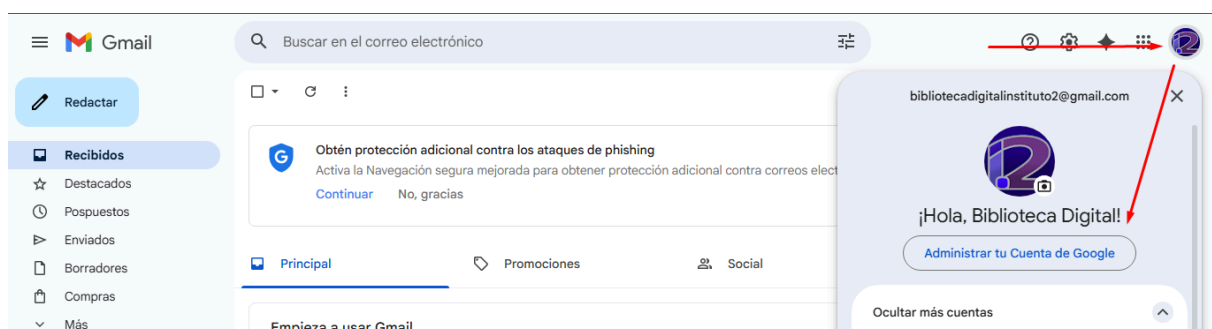 Gmail
Buscar en el correo electrónico
Redactar
bibliotecadigitalinstituto2@gmail.com
Recibidos
Obtén protección adicional contra los ataques de phishing
Destacados
Activa la Navegación segura mejorada para obtener protección adicional contra correos elect
Continuar No, gracias
Pospuestos
¡Hola, Biblioteca Digital!
Enviados
Administrar tu Cuenta de Google
Borradores
Principal Promociones Social
Compras
Ocultar más cuentas
Más
Empieza a usar Gmail